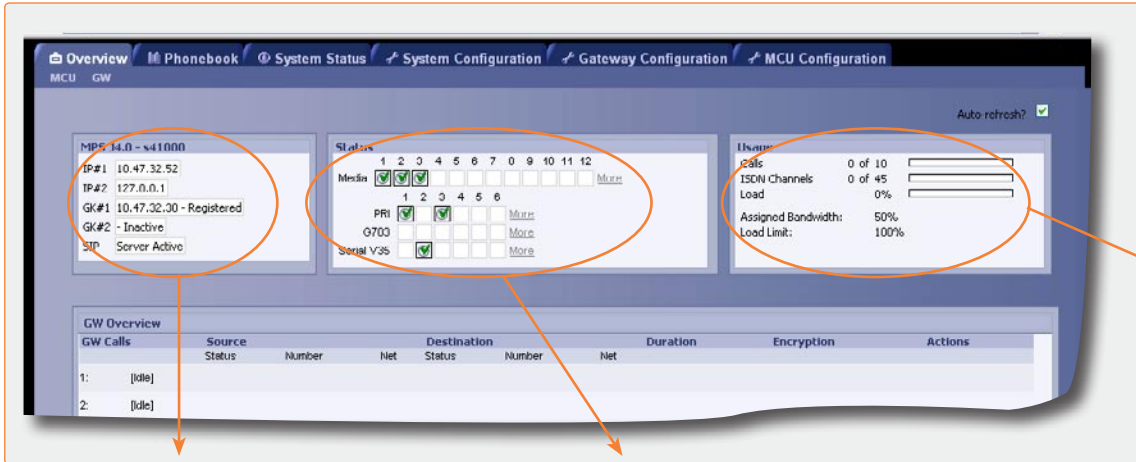 Overview Phonebook System Status System Configuration Gateway Configuration MCU Configuration
MCU GW
Auto refresh? 
MPS J4.0 - s41000
IP#1 10.47.32.52
IP#2 127.0.0.1
GK#1 10.47.32.30 - Registered
GK#2 - Inactive
SIP Server Active
Status
1 2 3 4 5 6 7 8 9 10 11 12
Media More
1 2 3 4 5 6
PRI More
G703 More
Serial V35 More
Usage
Calls 0 of 10
ISDN Channels 0 of 45
Load 0%
Assigned Bandwidth: 50%
Load Limit: 100%
GW Overview
GW Calls Source Destination Duration Encryption Actions
Status Number Net Status Number Net
1: [Idle]
2: [Idle]